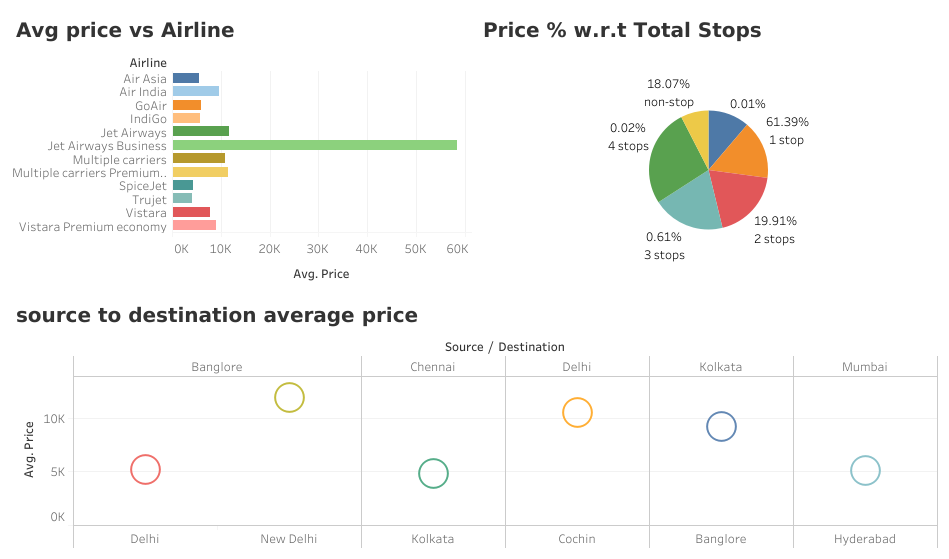 Avg price vs Airline
Airline
Air Asia
Air India
GoAir
IndiGo
Jet Airways
Jet Airways Business
Multiple carriers
Multiple carriers Premium..
SpiceJet
Trujet
Vistara
Vistara Premium economy
0K 10K 20K 30K 40K 50K 60K
Avg. Price
Price % w.r.t Total Stops
18.07%
non-stop
0.01%
61.39%
1 stop
0.02%
4 stops
19.91%
2 stops
0.61%
3 stops
source to destination average price
Source / Destination
Banglore Chennai Delhi Kolkata Mumbai
Avg. Price
10K
5K
0K
Delhi New Delhi Kolkata Cochin Banglore Hyderabad